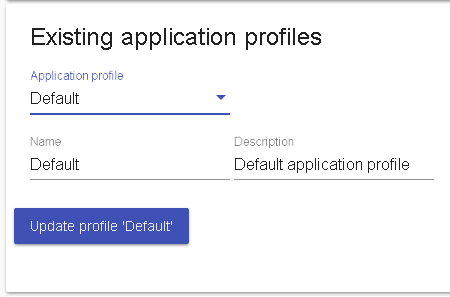 Existing application profiles
Application profile
Default
Name Description
Default Default application profile
Update profile 'Default'